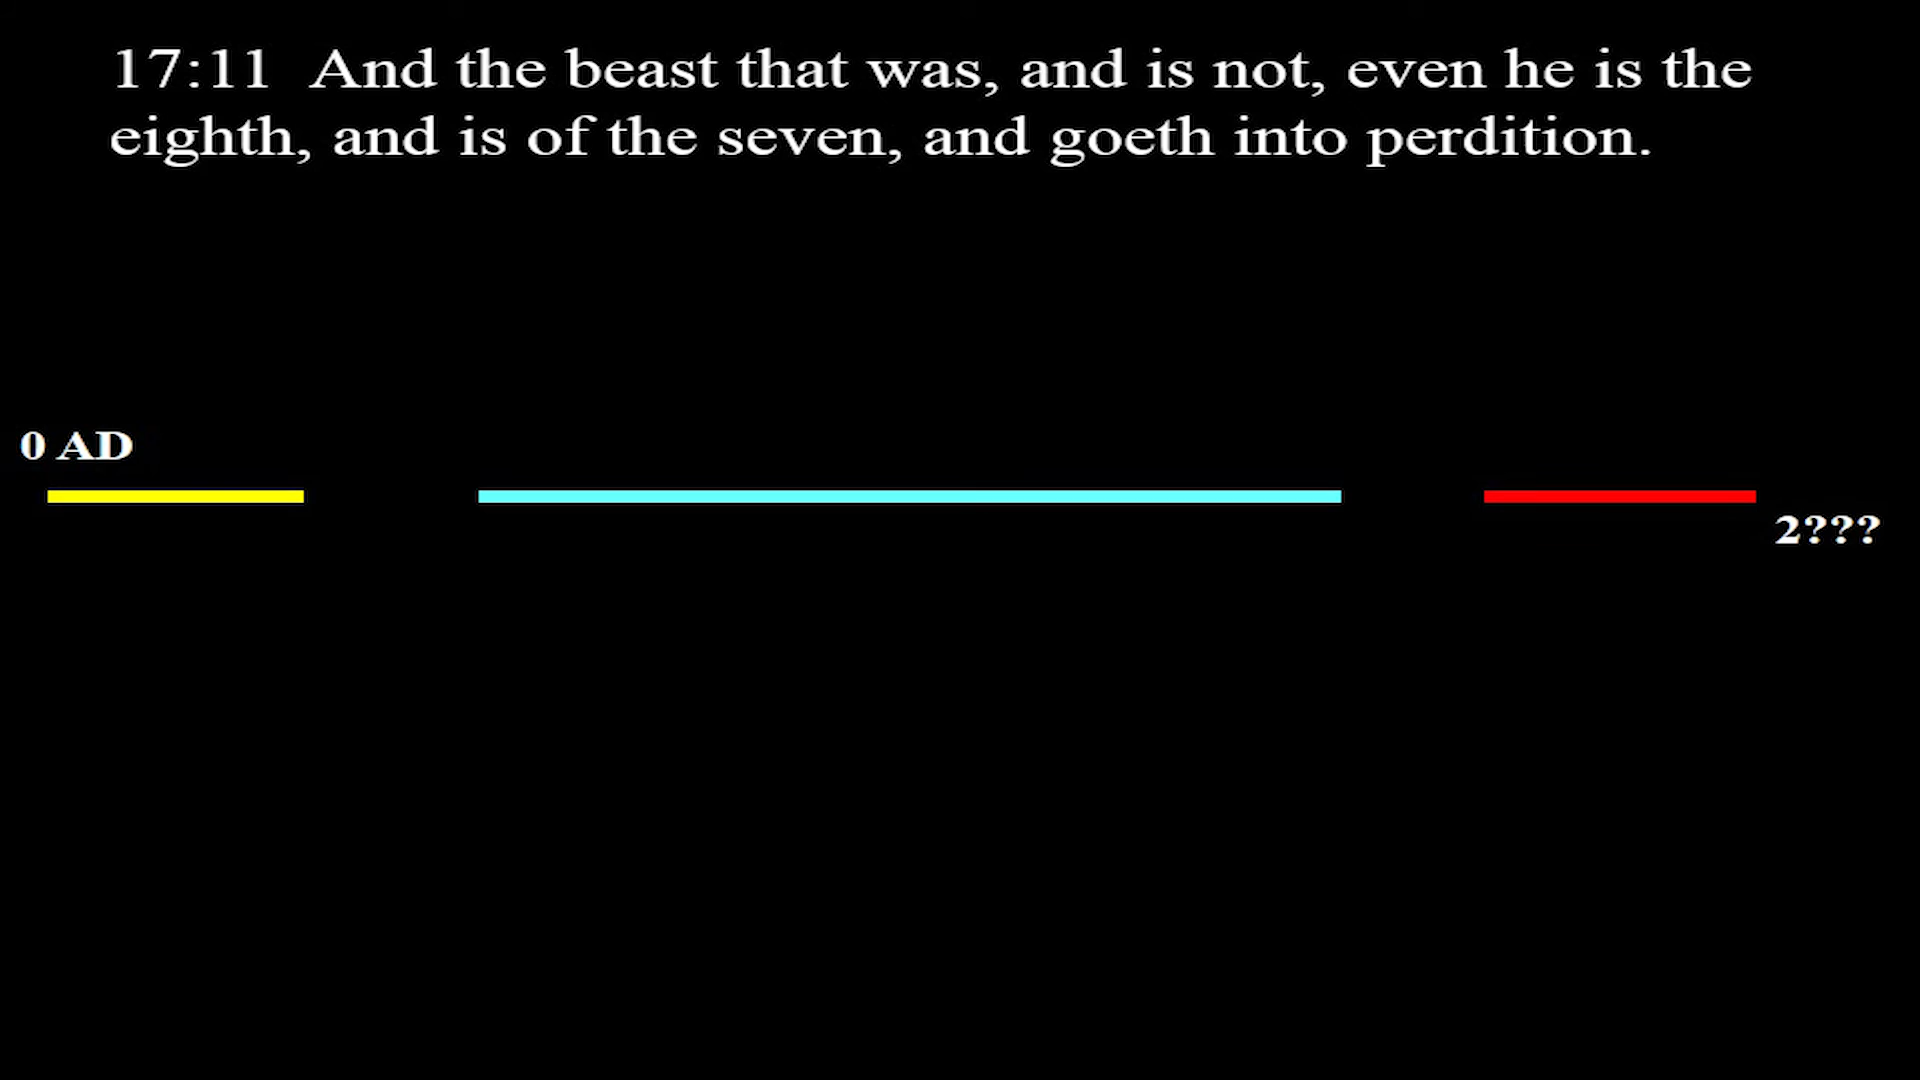 17:11 And the beast that was, and is not, even he is the
eighth, and is of the seven, and goeth into perdition.
0 AD
2???